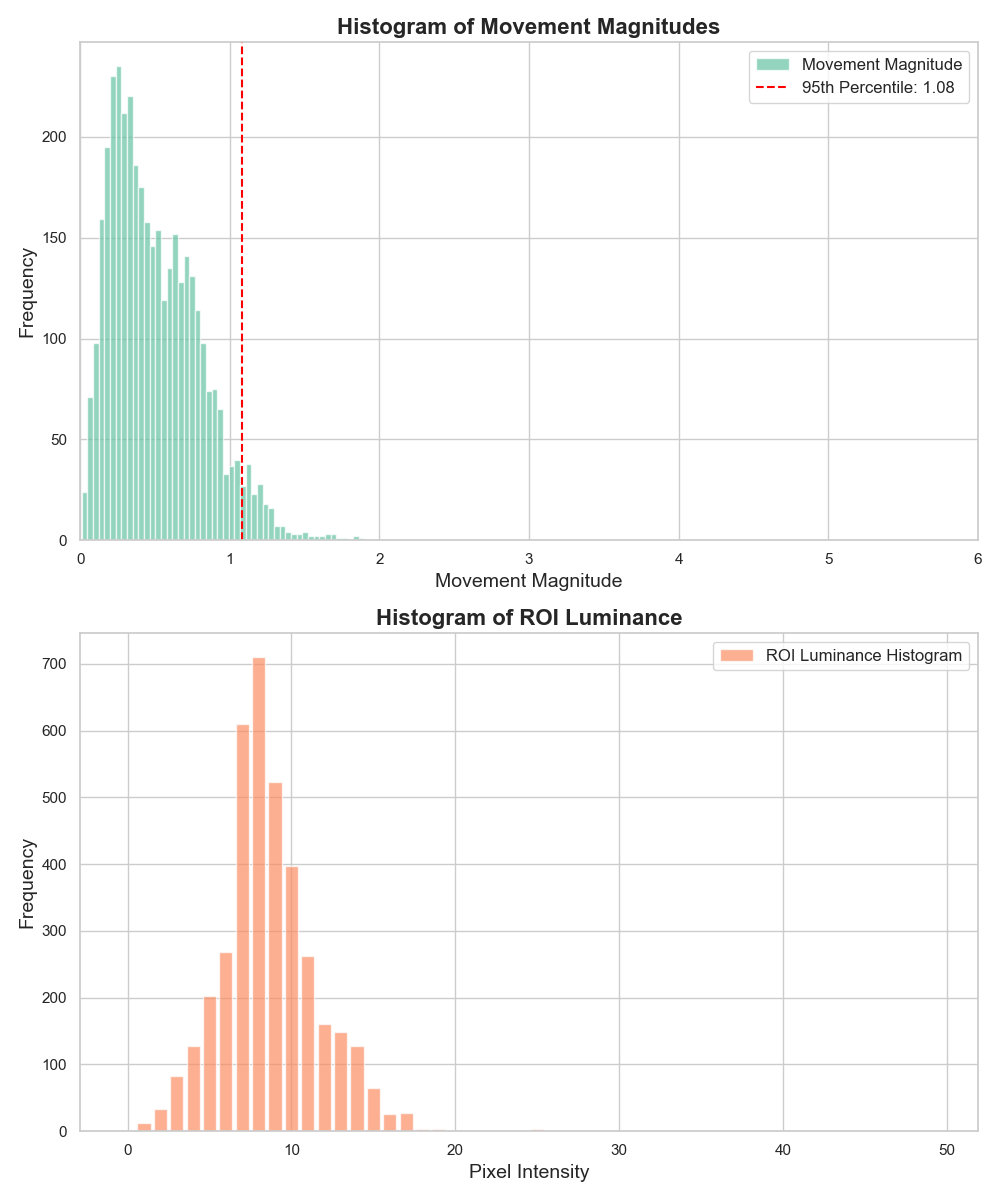 Histogram of Movement Magnitudes
Movement Magnitude
95th Percentile: 1.08
Frequency
200
150
100
50
0
0 1 2 3 4 5 6
Movement Magnitude
Histogram of ROI Luminance
ROI Luminance Histogram
Frequency
700
600
500
400
300
200
100
0
0 10 20 30 40 50
Pixel Intensity